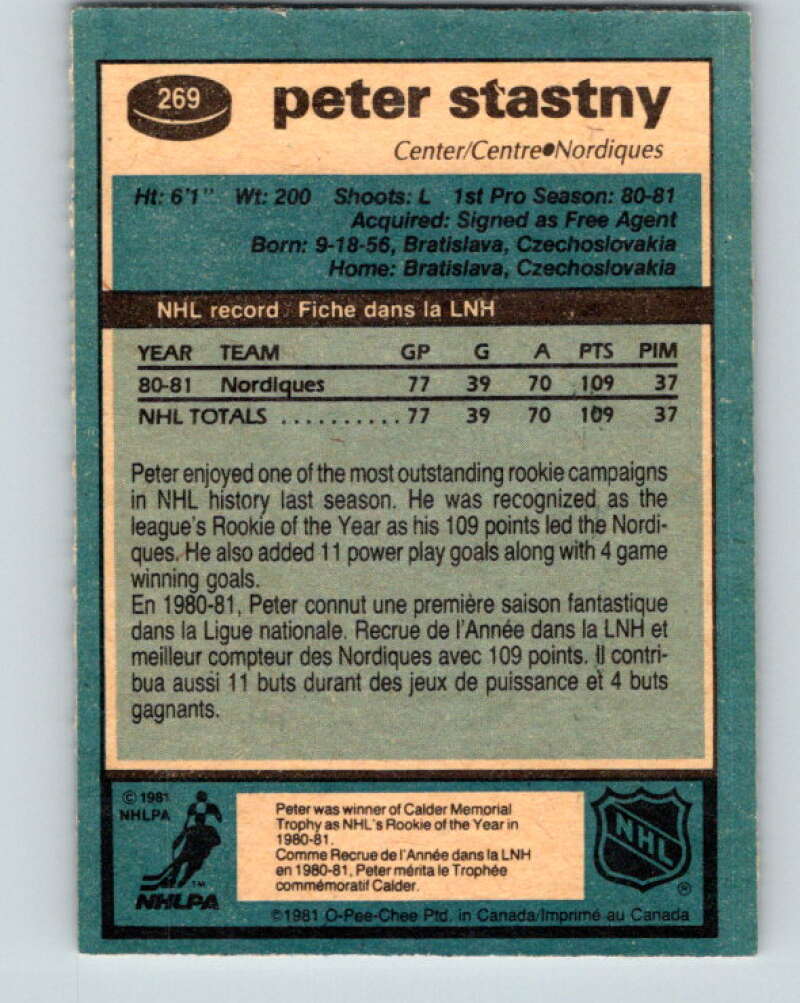 269
peter stastny
Center/Centre●Nordiques
Ht: 6'1" Wt: 200 Shoots: L 1st Pro Season: 80-81
Acquired: Signed as Free Agent
Born: 9-18-56, Bratislava, Czechoslovakia
Home: Bratislava, Czechoslovakia
NHL record Fiche dans la LNH
YEAR TEAM GP G A PTS PIM
80-81 Nordiques 77 39 70 109 37
NHL TOTALS .......... 77 39 70 109 37
Peter enjoyed one of the most outstanding rookie campaigns
in NHL history last season. He was recognized as the
league's Rookie of the Year as his 109 points led the Nordi-
ques. He also added 11 power play goals along with 4 game
winning goals.
En 1980-81, Peter connut une première saison fantastique
dans la Ligue nationale. Recrue de l'Année dans la LNH et
meilleur compteur des Nordiques avec 109 points. Il contri-
bua aussi 11 buts durant des jeux de puissance et 4 buts
gagnants.
© 1981
NHLPA
TM
NHLPA
Peter was winner of Calder Memorial
Trophy as NHL's Rookie of the Year in
1980-81.
Comme Recrue de l'Année dans la LNH
en 1980-81, Peter mérita le Trophée
commémoratif Calder.
NHL
®
©1981 O-Pee-Chee Ptd. in Canada/Imprimé au Canada